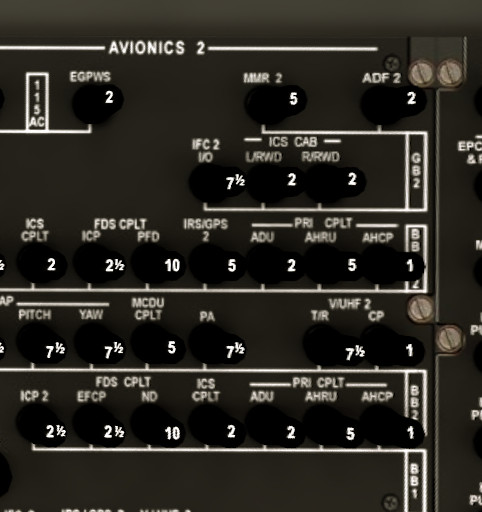 AVIONICS 2
EGPWS MMR 2 ADF 2
115 AC
2 5 2
IFC 2 I/O ICS CAB L/RWD R/RWD
GB2
7½ 2 2
ICS CPLT FDS CPLT ICP PFD IRS/GPS 2 PRI CPLT ADU AHRU AHCP
2 2½ 10 5 2 5 1
PITCH YAW MCDU CPLT PA V/UHF 2 T/R CP
7½ 7½ 5 7½ 7½ 1
FDS CPLT ICS CPLT PRI CPLT
ICP 2 EFCP ND ADU AHRU AHCP
BB2
2½ 2½ 10 2 2 5 1
BB1